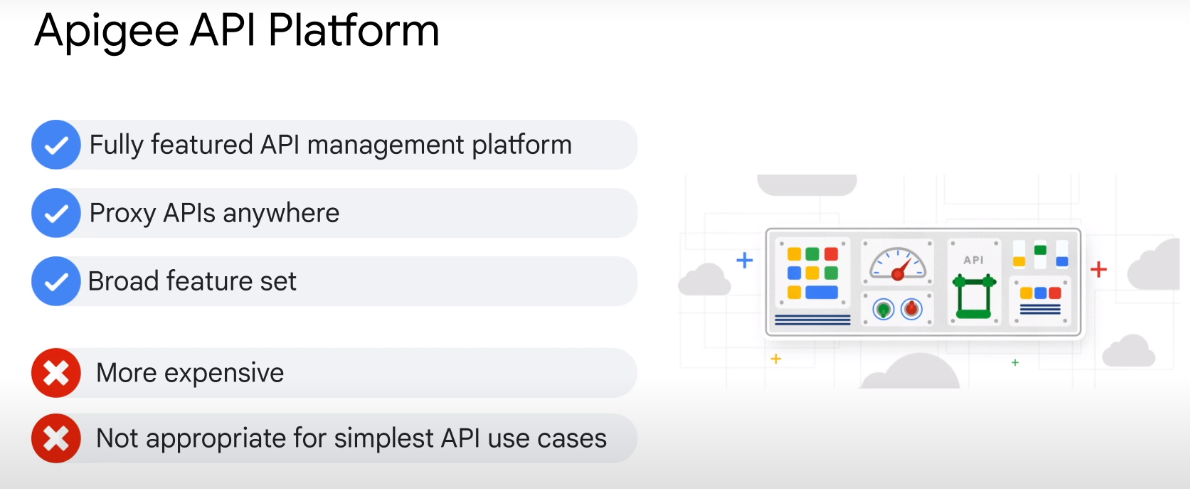 Apigee API Platform
Fully featured API management platform
Proxy APIs anywhere
Broad feature set
API
More expensive
Not appropriate for simplest API use cases